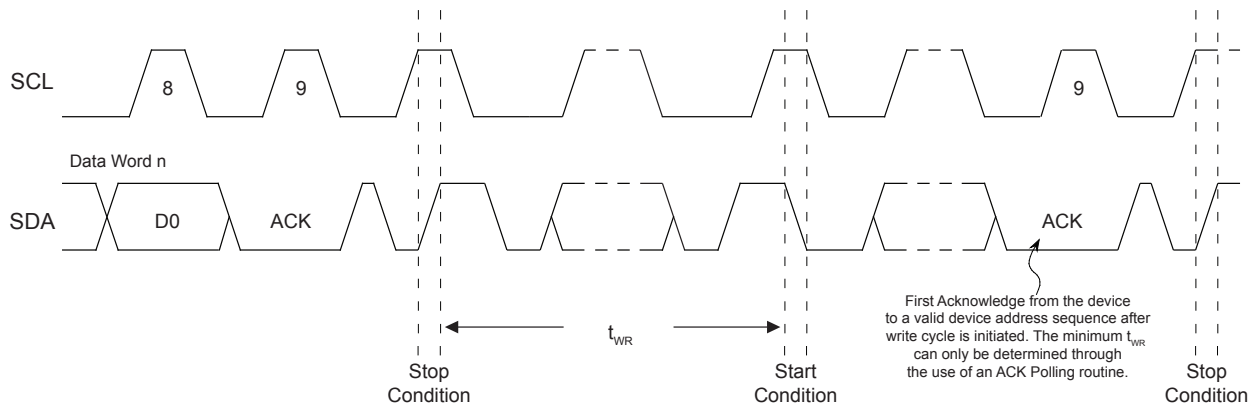 SCL
8
9
9
Data Word n
SDA
D0
ACK
ACK
First Acknowledge from the device
to a valid device address sequence after
write cycle is initiated. The minimum tWR
can only be determined through
the use of an ACK Polling routine.
tWR
Stop
Condition
Start
Condition
Stop
Condition